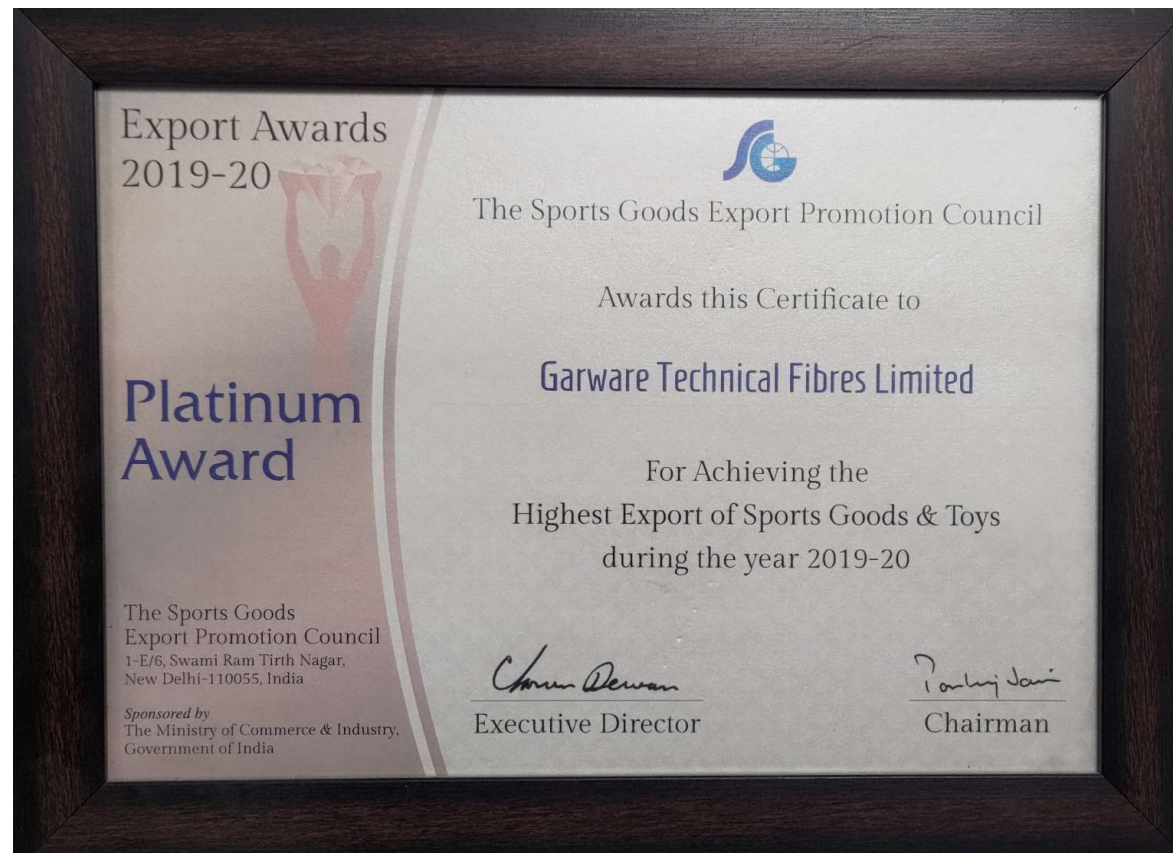 Export Awards
2019-20
Platinum
Award
The Sports Goods
Export Promotion Council
1-E/6, Swami Ram Tirth Nagar,
New Delhi-110055, India
Sponsored by
The Ministry of Commerce & Industry,
Government of India
SG
The Sports Goods Export Promotion Council
Awards this Certificate to
Garware Technical Fibres Limited
For Achieving the
Highest Export of Sports Goods & Toys
during the year 2019-20
Executive Director
Chairman